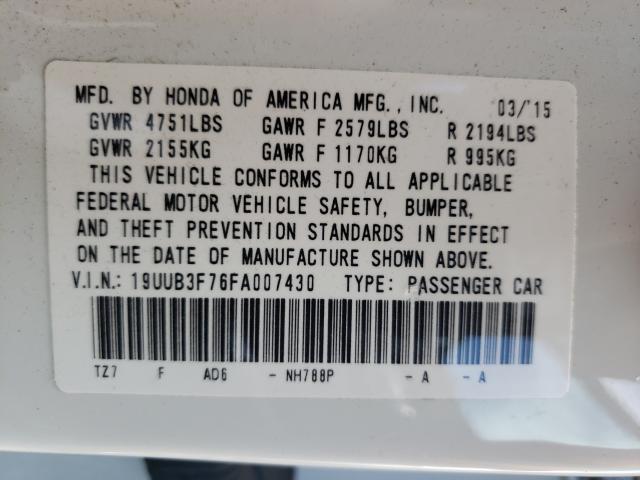 MFD. BY HONDA OF AMERICA MFG., INC. 03/'15
GVWR 4751LBS GAWR F 2579LBS R 2194LBS
GVWR 2155KG GAWR F 1170KG R 995KG
THIS VEHICLE CONFORMS TO ALL APPLICABLE
FEDERAL MOTOR VEHICLE SAFETY, BUMPER,
AND THEFT PREVENTION STANDARDS IN EFFECT
ON THE DATE OF MANUFACTURE SHOWN ABOVE.
V.I.N.: 19UUB3F76FA007430 TYPE: PASSENGER CAR
TZ7 F AD6 - NH788P - A - A